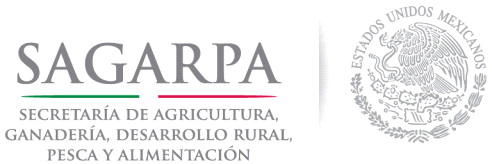 SAGARPA
SECRETARÍA DE AGRICULTURA,
GANADERÍA, DESARROLLO RURAL,
PESCA Y ALIMENTACIÓN
ESTADOS UNIDOS MEXICANOS